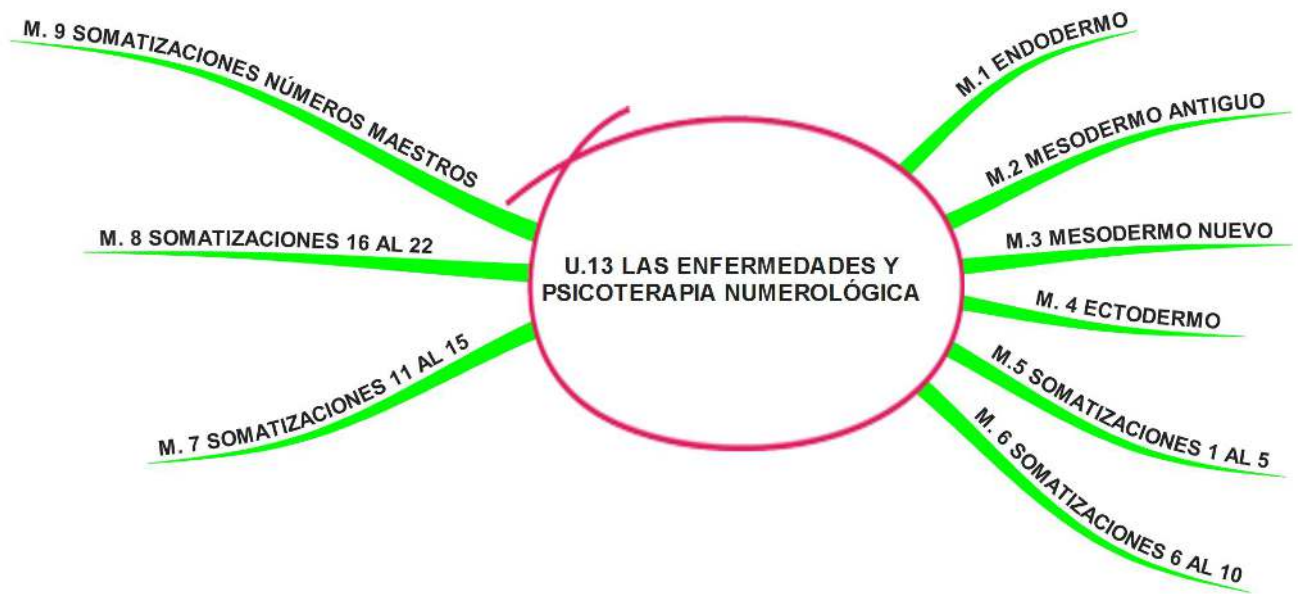 U.13 LAS ENFERMEDADES Y
PSICOTERAPIA NUMEROLÓGICA
M.1 ENDODERMO
M.2 MESODERMO ANTIGUO
M.3 MESODERMO NUEVO
M. 4 ECTODERMO
M.5 SOMATIZACIONES 1 AL 5
M. 6 SOMATIZACIONES 6 AL 10
M. 7 SOMATIZACIONES 11 AL 15
M. 8 SOMATIZACIONES 16 AL 22
M. 9 SOMATIZACIONES NÚMEROS MAESTROS